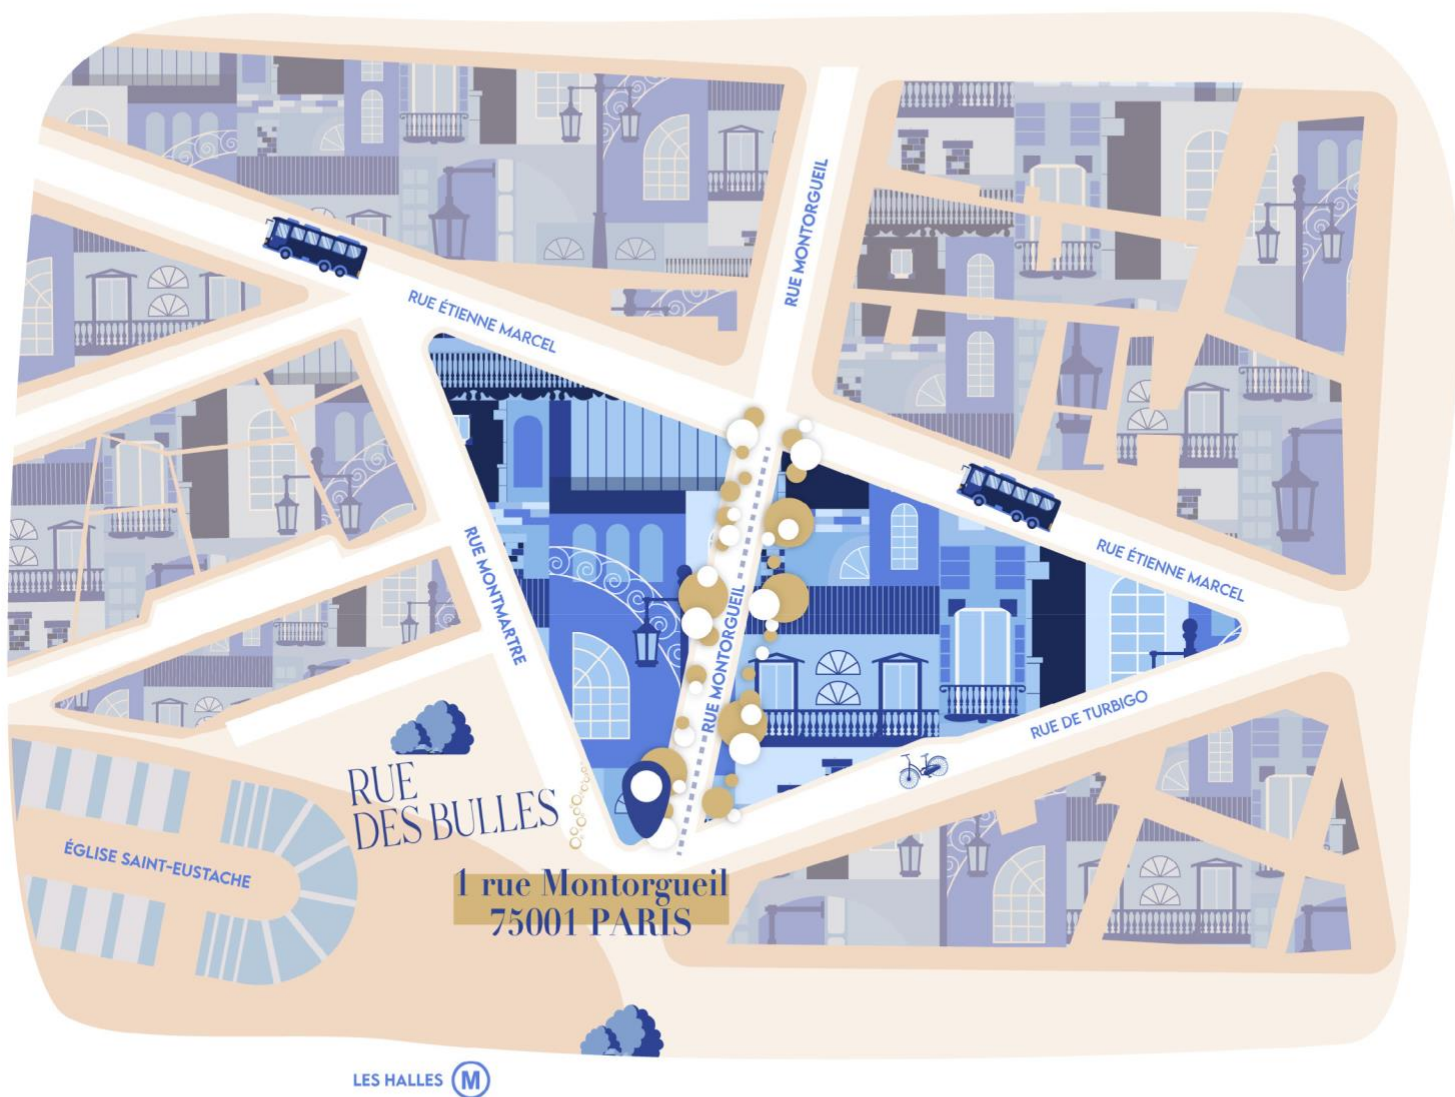 RUE MONTORGUEIL
RUE ÉTIENNE MARCEL
RUE ÉTIENNE MARCEL
RUE MONTMARTRE
RUE MONTORGUEIL
RUE DE TURBIGO
RUE
DES BULLES
ÉGLISE SAINT-EUSTACHE
1 rue Montorgueil
75001 PARIS
LES HALLES M